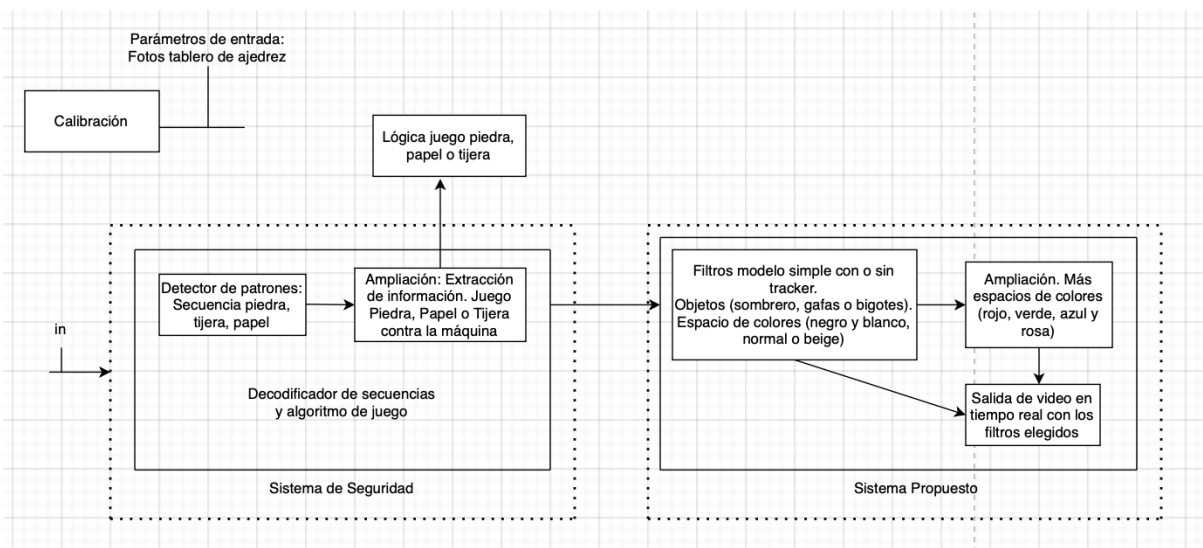 Parámetros de entrada:
Fotos tablero de ajedrez
Calibración
Lógica juego piedra,
papel o tijera
Detector de patrones:
Secuencia piedra,
tijera, papel
Ampliación: Extracción
de información. Juego
Piedra, Papel o Tijera
contra la máquina
in
Decodificador de secuencias
y algoritmo de juego
Sistema de Seguridad
Filtros modelo simple con o sin
tracker.
Objetos (sombrero, gafas o bigotes).
Espacio de colores (negro y blanco,
normal o beige)
Ampliación. Más
espacios de colores
(rojo, verde, azul y
rosa)
Salida de video en
tiempo real con los
filtros elegidos
Sistema Propuesto